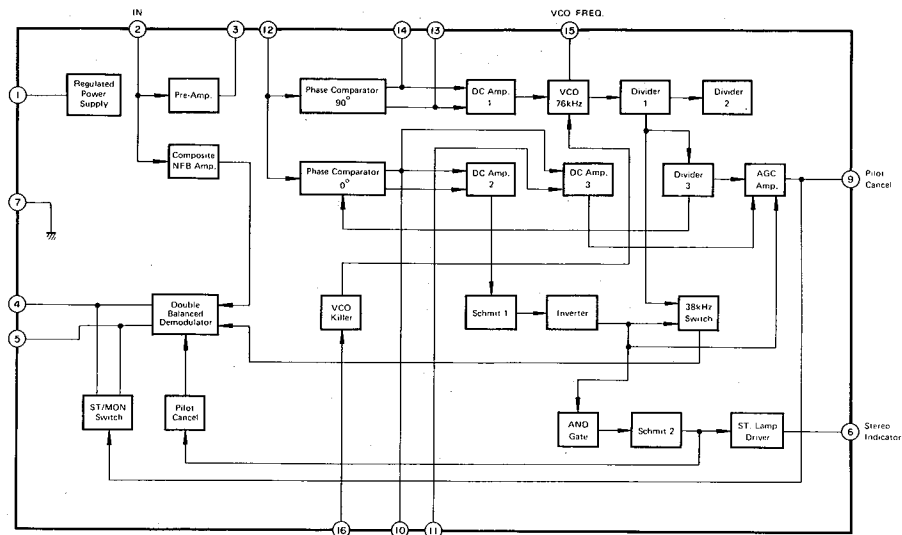 IN
VCO FREQ.
2
3
12
14
13
15
1
Regulated
Power
Supply
Pre-Amp.
Phase Comparator
90°
DC Amp.
1
VCO
76kHz
Divider
1
Divider
2
Composite
NFB Amp.
Phase Comparator
0°
DC Amp.
2
DC Amp.
3
Divider
3
AGC
Amp.
9
Pilot
Cancel
7
4
5
Double
Balanced
Demodulator
VCO
Killer
Schmit 1
Inverter
38kHz
Switch
ST/MON
Switch
Pilot
Cancel
AND
Gate
Schmit 2
ST. Lamp
Driver
6
Stereo
Indicator
16
10
11